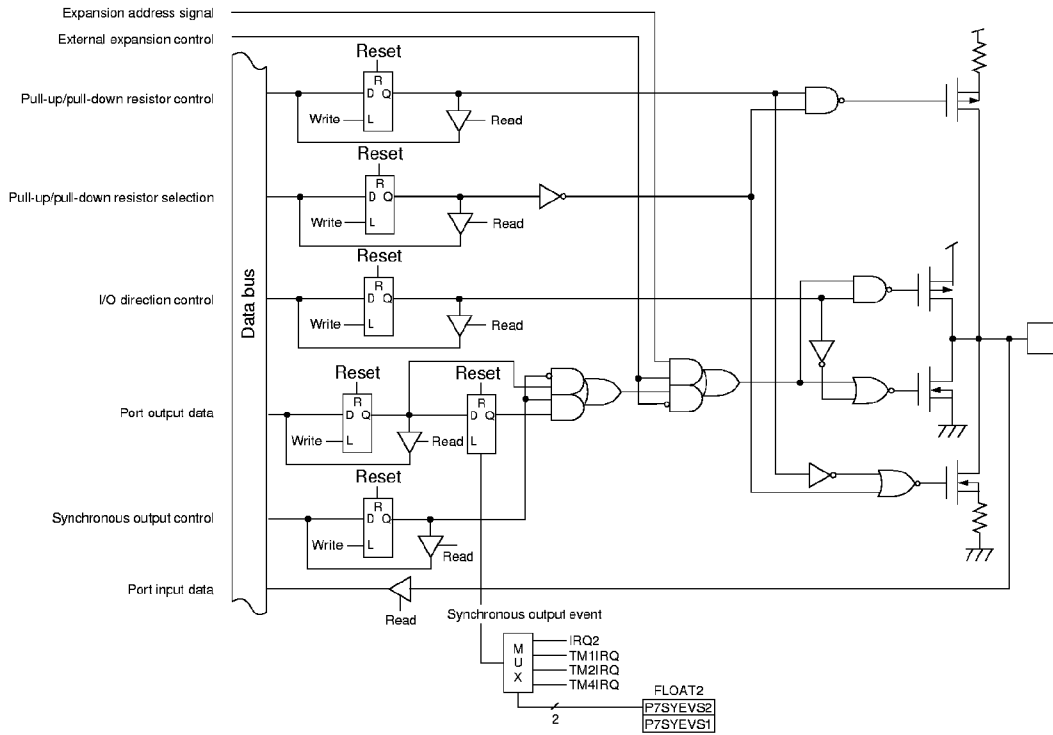 Expansion address signal
External expansion control
Reset
Pull-up/pull-down resistor control
R
D Q
Write
L
Read
Reset
Pull-up/pull-down resistor selection
R
D Q
Write
L
Read
Reset
I/O direction control
R
D Q
Write
L
Read
Data bus
Reset
Reset
Port output data
R
D Q
Write
L
Read
R
D Q
L
Reset
Synchronous output control
R
D Q
Write
L
Read
Port input data
Read
Synchronous output event
MUX
IRQ2
TM1IRQ
TM2IRQ
TM4IRQ
FLOAT2
2
P7SYEVS2
P7SYEVS1